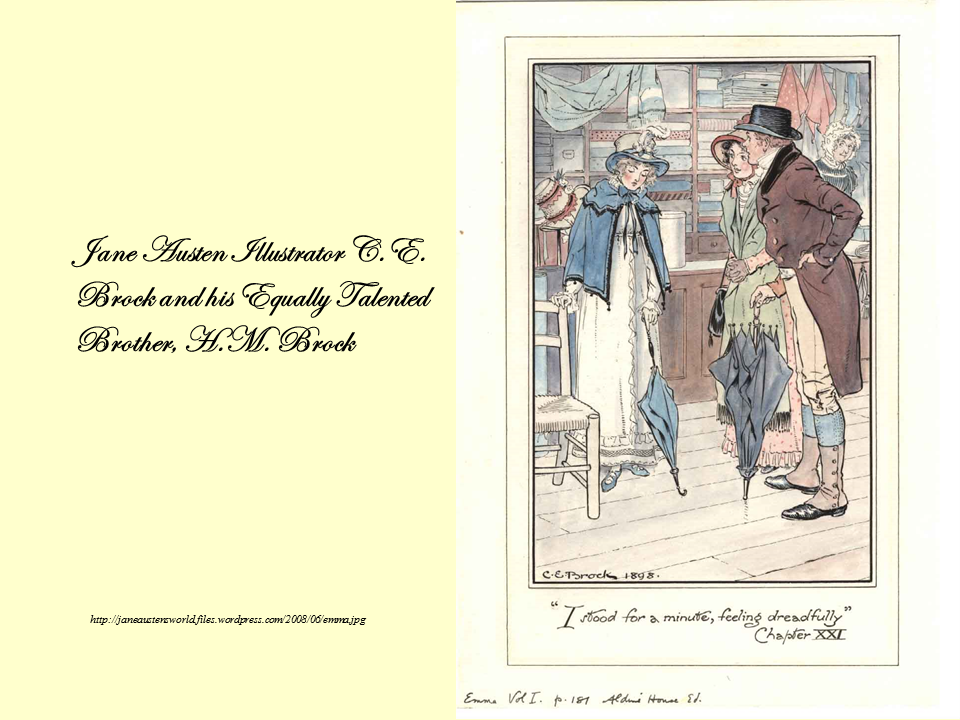 Jane Austen Illustrator C.E.
Brock and his Equally Talented
Brother, H.M. Brock
http://janeaustensworld.files.wordpress.com/2008/06/emma.jpg
C.E.Brock 1898.
"I stood for a minute, feeling dreadfully"
Chapter XXI
Emma Vol I. p. 181 Aldine House Ed.